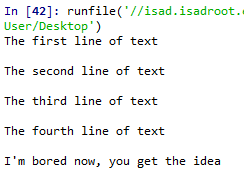 In [42]: runfile('//isad.isadroot.
User/Desktop')
The first line of text
The second line of text
The third line of text
The fourth line of text
I'm bored now, you get the idea